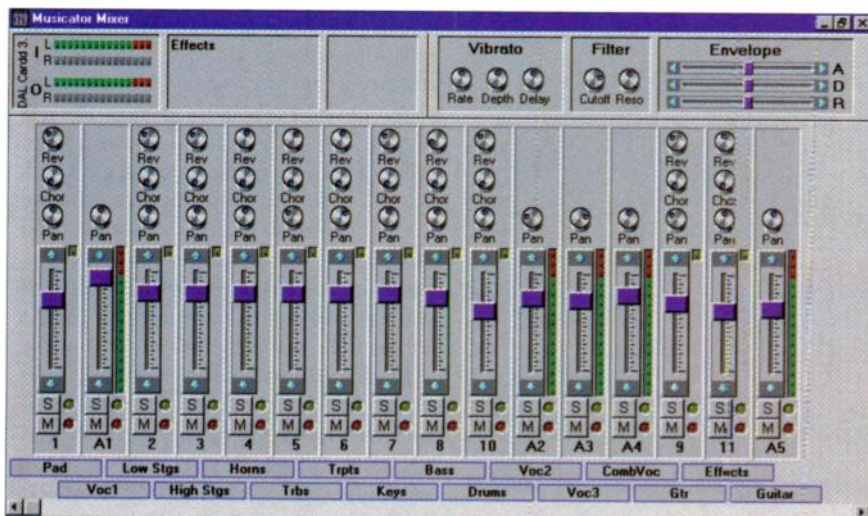 Musicator Mixer
DAL Cardd 3.
I
L
R
O
L
R
Effects
Vibrato
Rate Depth Delay
Filter
Cutoff Reso
Envelope
A
D
R
Rev Rev Rev Rev Rev Rev Rev Rev Rev Rev Rev
Chor Chor Chor Chor Chor Chor Chor Chor Chor Chor Chor
Pan Pan Pan Pan Pan Pan Pan Pan Pan Pan Pan Pan Pan Pan Pan Pan
S S S S S S S S S S S S S S S S
M M M M M M M M M M M M M M M M
1 A1 2 3 4 5 6 7 8 10 A2 A3 A4 9 11 A5
Pad Low Stgs Horns Trpts Bass Voc2 CombVoc Effects
Voc1 High Stgs Trbs Keys Drums Voc3 Gtr Guitar